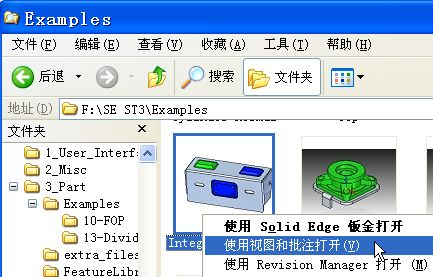 Examples
文件(F) 编辑(E) 查看(V) 收藏(A) 工具(T) 帮助(H)
后退 搜索 文件夹
地址(D) F:\SE ST3\Examples
文件夹
1_User_Interf
2_Misc
3_Part
Examples
10-FOP
13-Divid
extra_files
FeatureLibr
Integ
使用 Solid Edge 钣金打开
使用视图和批注打开(V)
使用 Revision Manager 打开 (M)